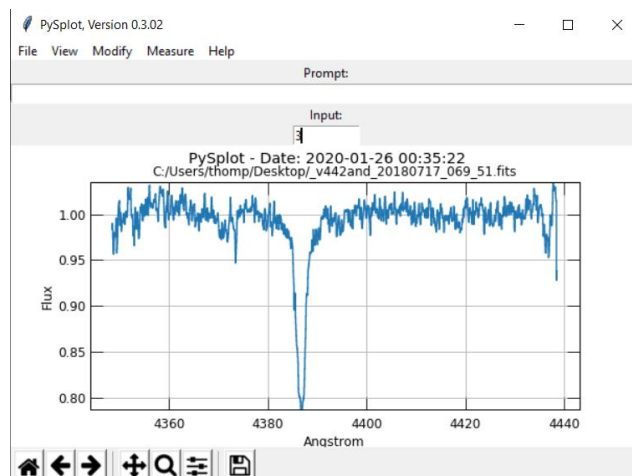 PySplot, Version 0.3.02
File View Modify Measure Help
Prompt:
Input:
3
PySplot - Date: 2020-01-26 00:35:22
C:/Users/thomp/Desktop/_v442and_20180717_069_51.fits
1.00
0.95
0.90
0.85
0.80
Flux
4360 4380 4400 4420 4440
Angstrom